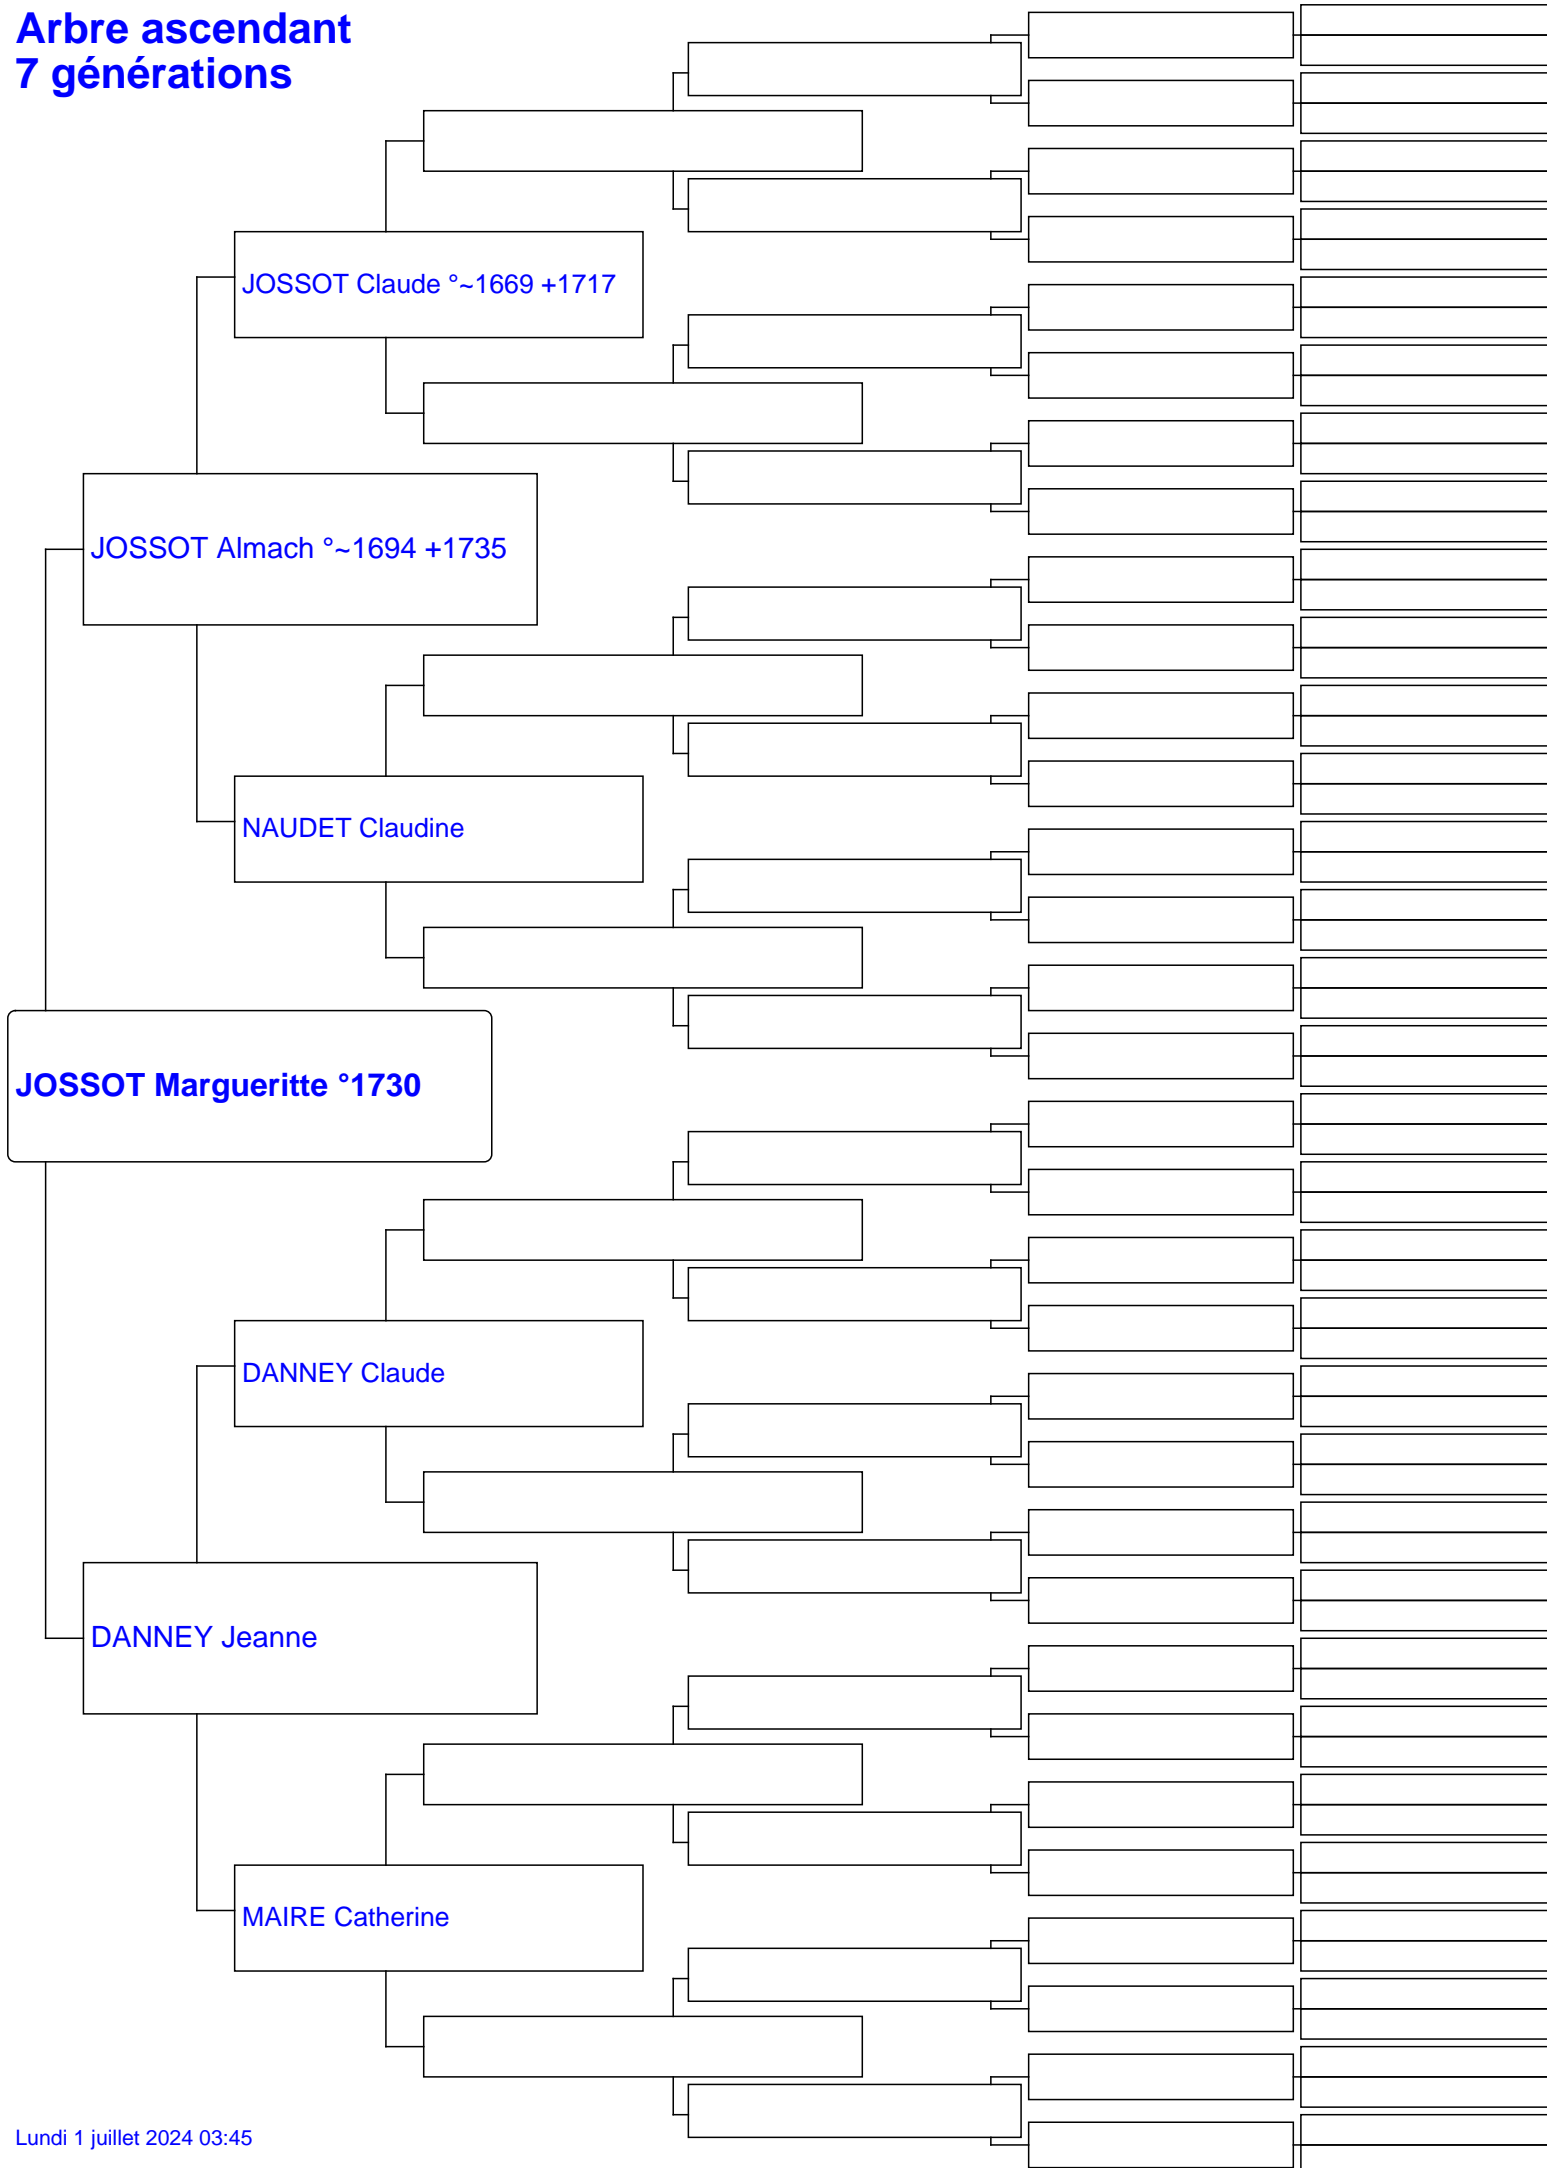 Arbre ascendant
7 générations
JOSSOT Claude °~1669 +1717
JOSSOT Almach °~1694 +1735
NAUDET Claudine
JOSSOT Margueritte °1730
DANNEY Claude
DANNEY Jeanne
MAIRE Catherine
Lundi 1 juillet 2024 03:45